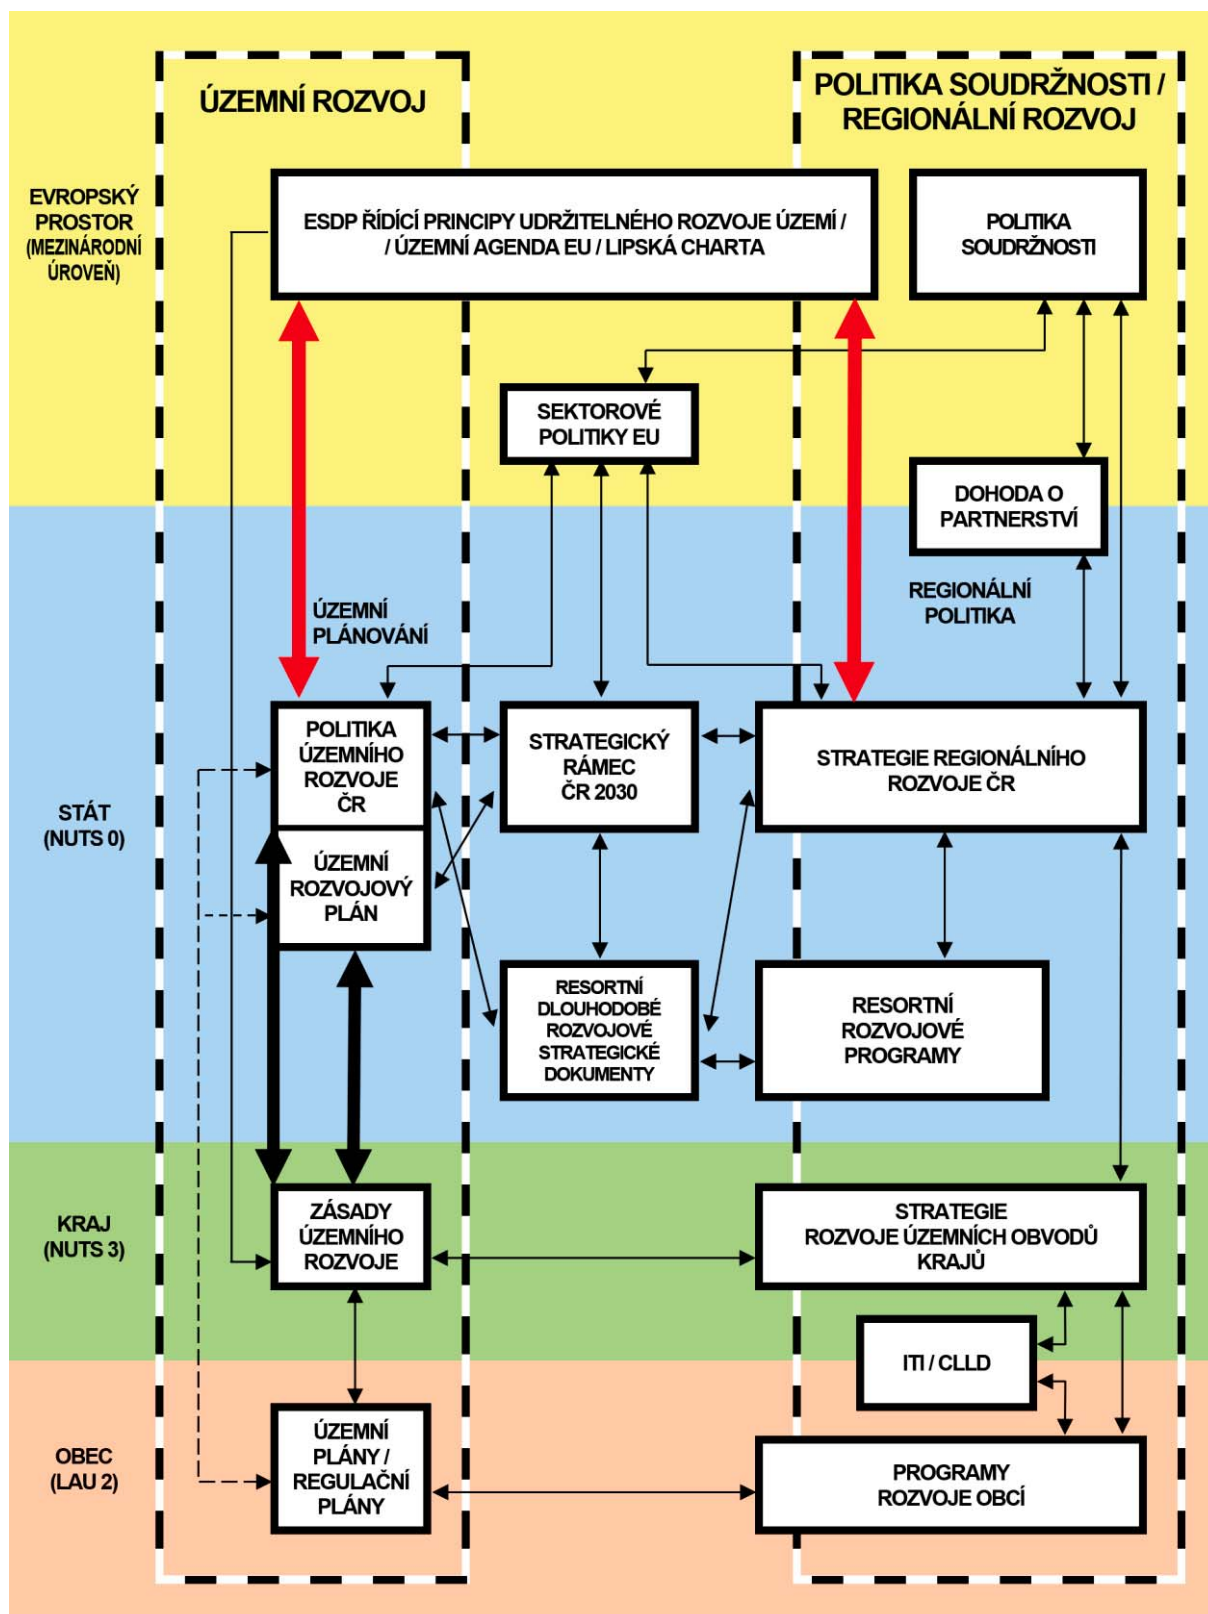 ÚZEMNÍ ROZVOJ
POLITIKA SOUDRŽNOSTI /
REGIONÁLNÍ ROZVOJ
EVROPSKÝ
PROSTOR
(MEZINÁRODNÍ
ÚROVEŇ)
ESDP ŘÍDÍCÍ PRINCIPY UDRŽITELNÉHO ROZVOJE ÚZEMÍ /
/ ÚZEMNÍ AGENDA EU / LIPSKÁ CHARTA
POLITIKA
SOUDRŽNOSTI
SEKTOROVÉ
POLITIKY EU
DOHODA O
PARTNERSTVÍ
ÚZEMNÍ
PLÁNOVÁNÍ
REGIONÁLNÍ
POLITIKA
STÁT
(NUTS 0)
POLITIKA
ÚZEMNÍHO
ROZVOJE
ČR
STRATEGICKÝ
RÁMEC
ČR 2030
STRATEGIE REGIONÁLNÍHO
ROZVOJE ČR
ÚZEMNÍ
ROZVOJOVÝ
PLÁN
RESORTNÍ
DLOUHODOBÉ
ROZVOJOVÉ
STRATEGICKÉ
DOKUMENTY
RESORTNÍ
ROZVOJOVÉ
PROGRAMY
KRAJ
(NUTS 3)
ZÁSADY
ÚZEMNÍHO
ROZVOJE
STRATEGIE
ROZVOJE ÚZEMNÍCH OBVODŮ
KRAJŮ
ITI / CLLD
OBEC
(LAU 2)
ÚZEMNÍ
PLÁNY /
REGULAČNÍ
PLÁNY
PROGRAMY
ROZVOJE OBCÍ